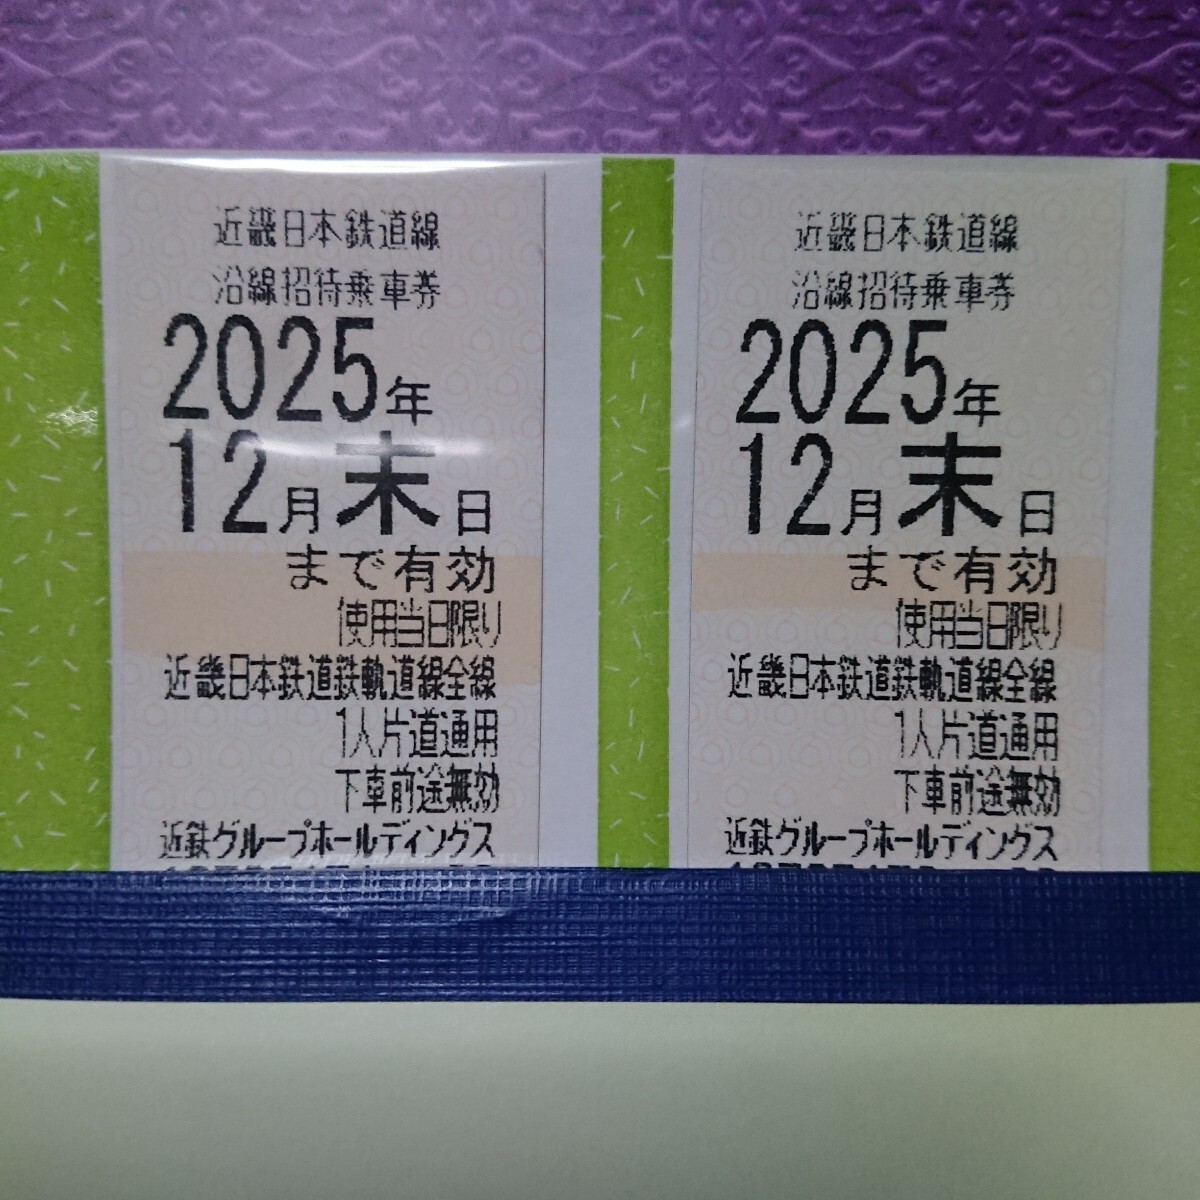 近畿日本鉄道線
沿線招待乗車券
2025年
12月末日
まで有効
使用当日限り
近畿日本鉄道鉄軌道線全線
1人片道通用
下車前途無効
近鉄グループホールディングス
近畿日本鉄道線
沿線招待乗車券
2025年
12月末日
まで有効
使用当日限り
近畿日本鉄道鉄軌道線全線
1人片道通用
下車前途無効
近鉄グループホールディングス